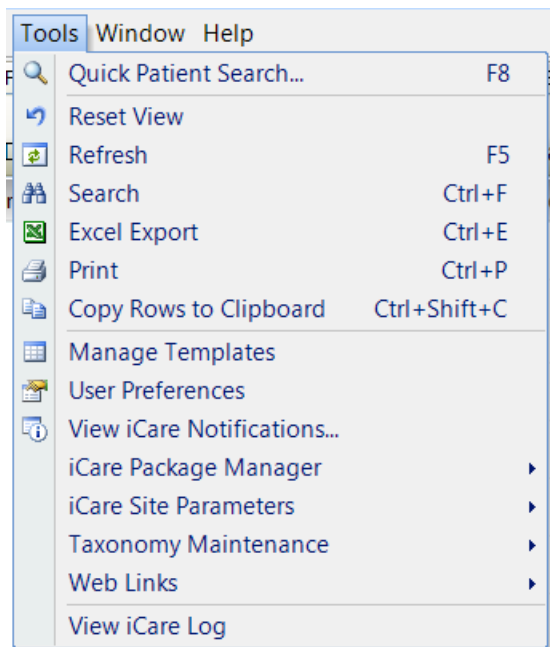 Tools Window Help
Quick Patient Search... F8
Reset View
Refresh F5
Search Ctrl+F
Excel Export Ctrl+E
Print Ctrl+P
Copy Rows to Clipboard Ctrl+Shift+C
Manage Templates
User Preferences
View iCare Notifications...
iCare Package Manager
iCare Site Parameters
Taxonomy Maintenance
Web Links
View iCare Log